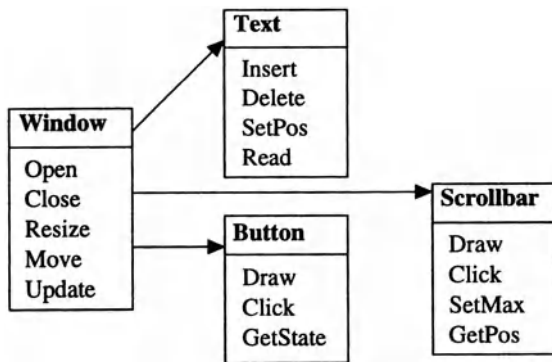 Window
Open
Close
Resize
Move
Update
Text
Insert
Delete
SetPos
Read
Button
Draw
Click
GetState
Scrollbar
Draw
Click
SetMax
GetPos